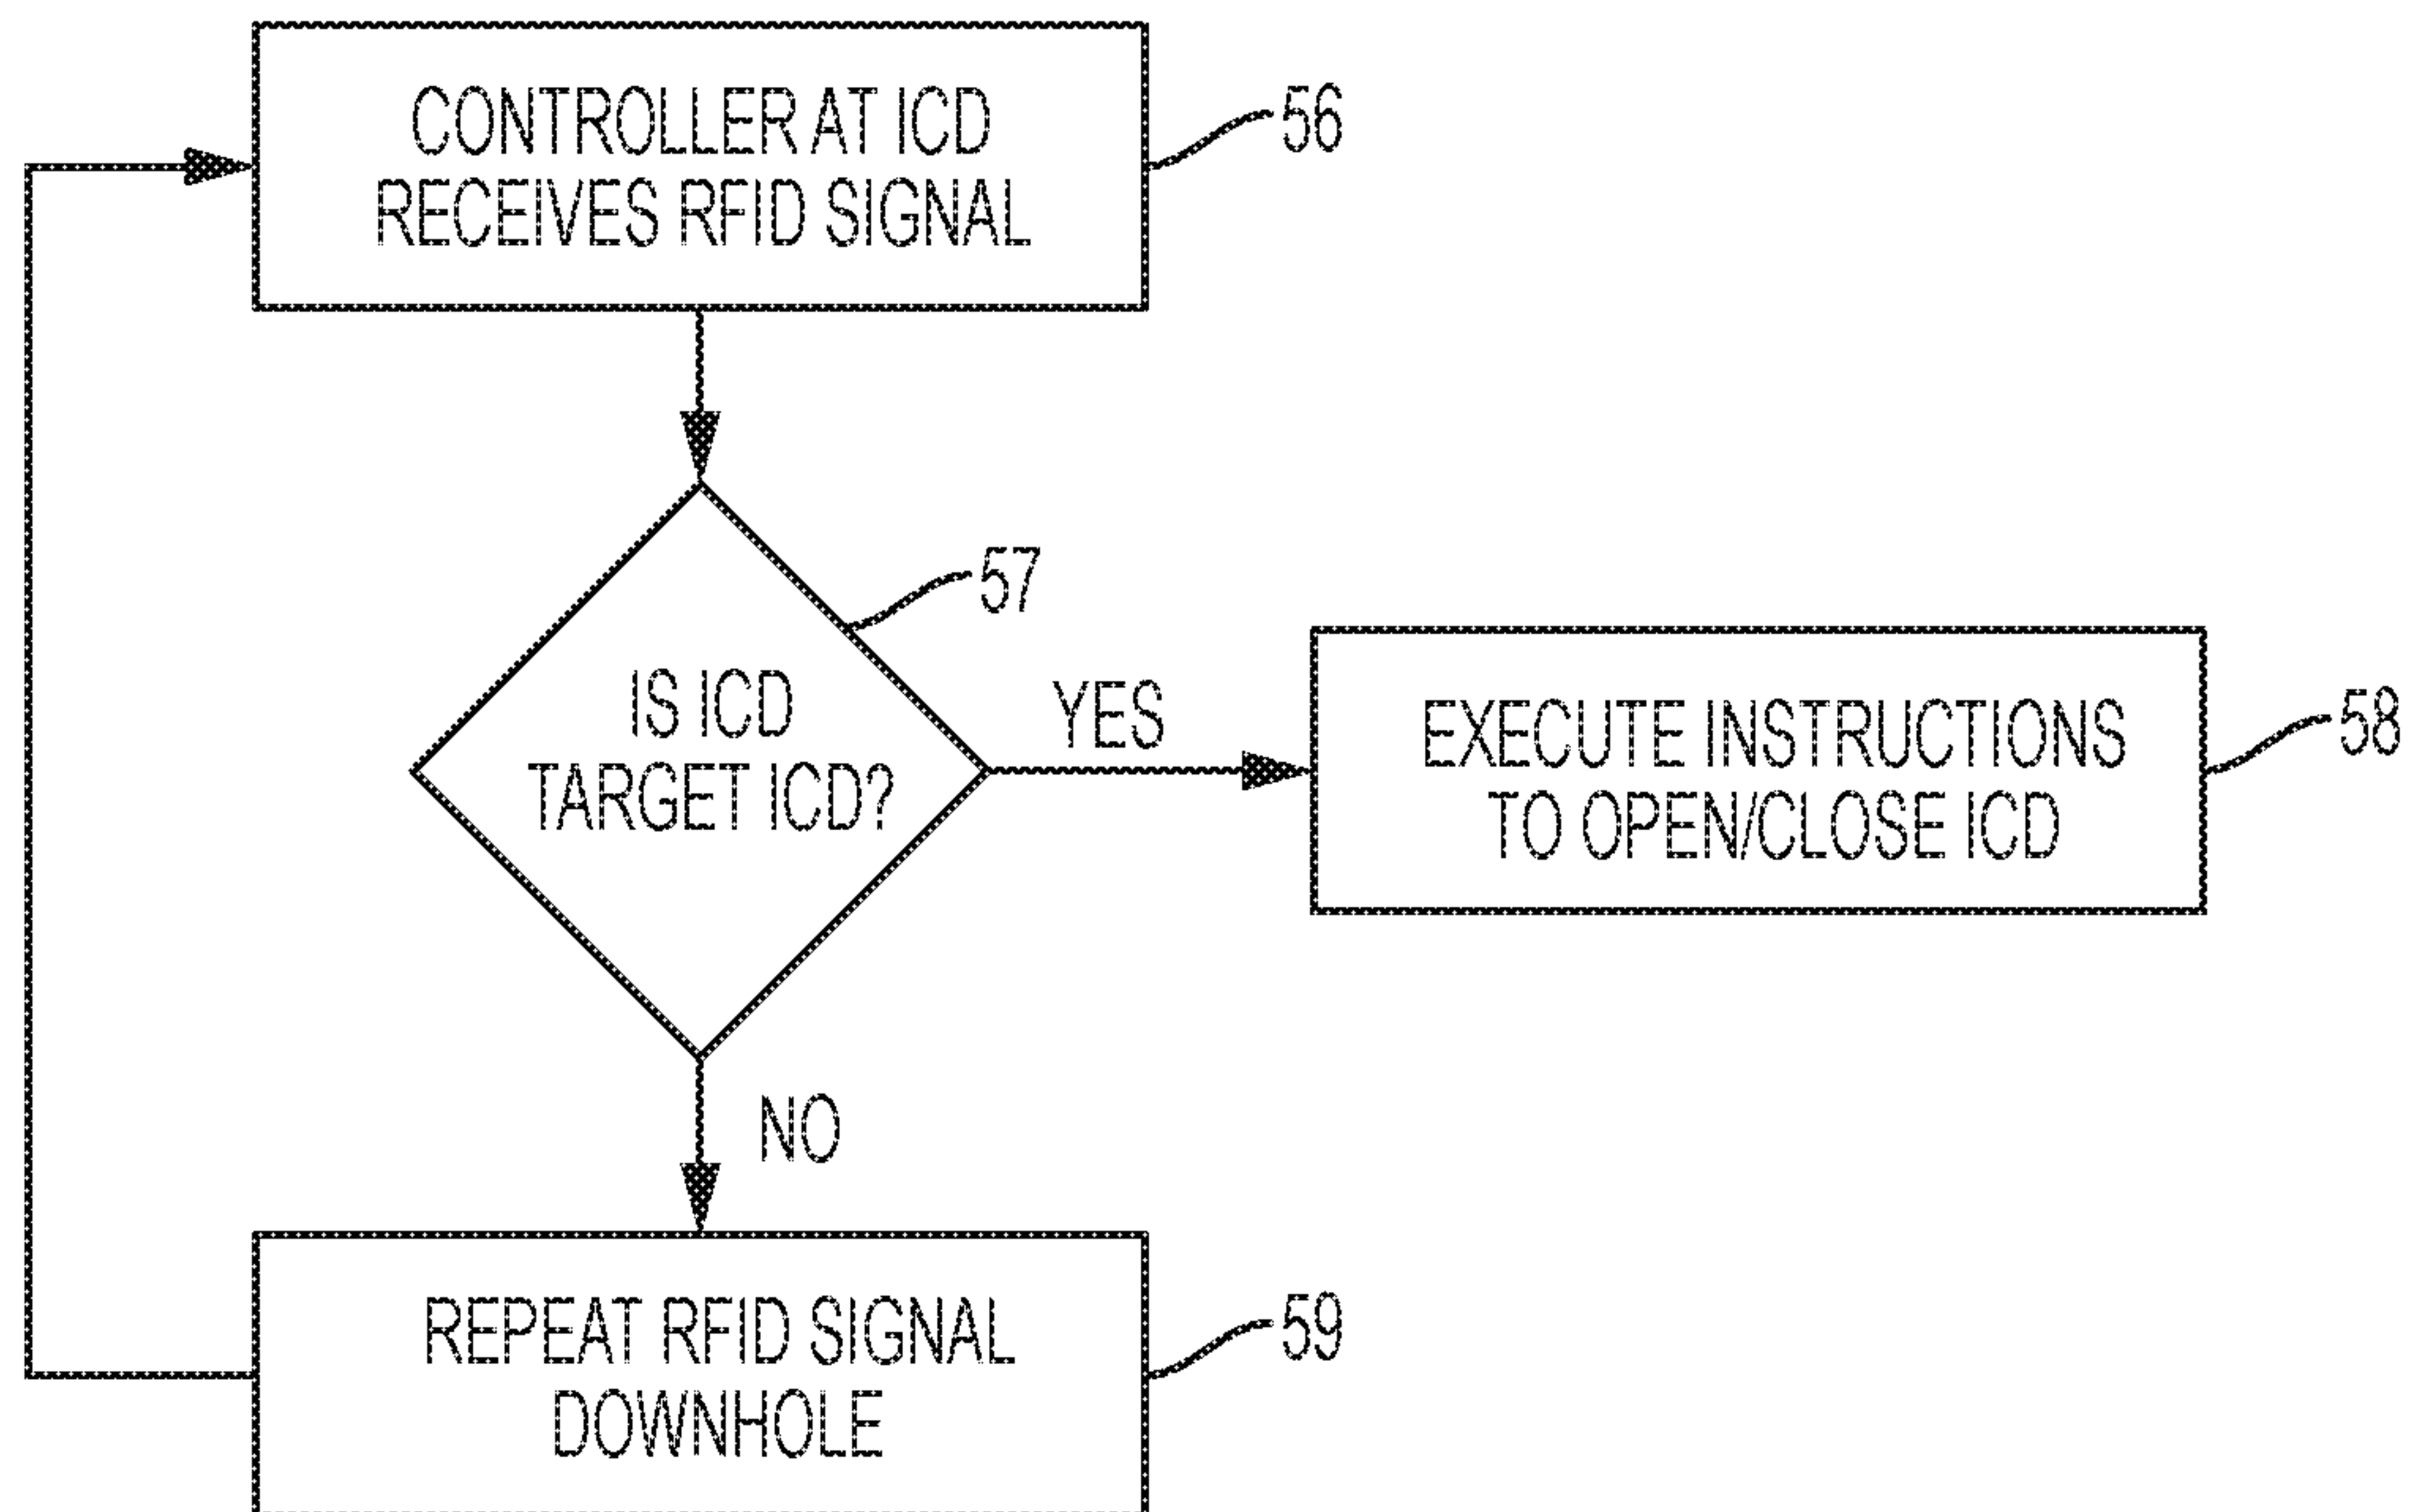 CONTROLLER AT ICD
RECEIVES RFID SIGNAL
56
57
IS ICD
TARGET ICD?
YES
EXECUTE INSTRUCTIONS
TO OPEN/CLOSE ICD
58
NO
REPEAT RFID SIGNAL
DOWNHOLE
59